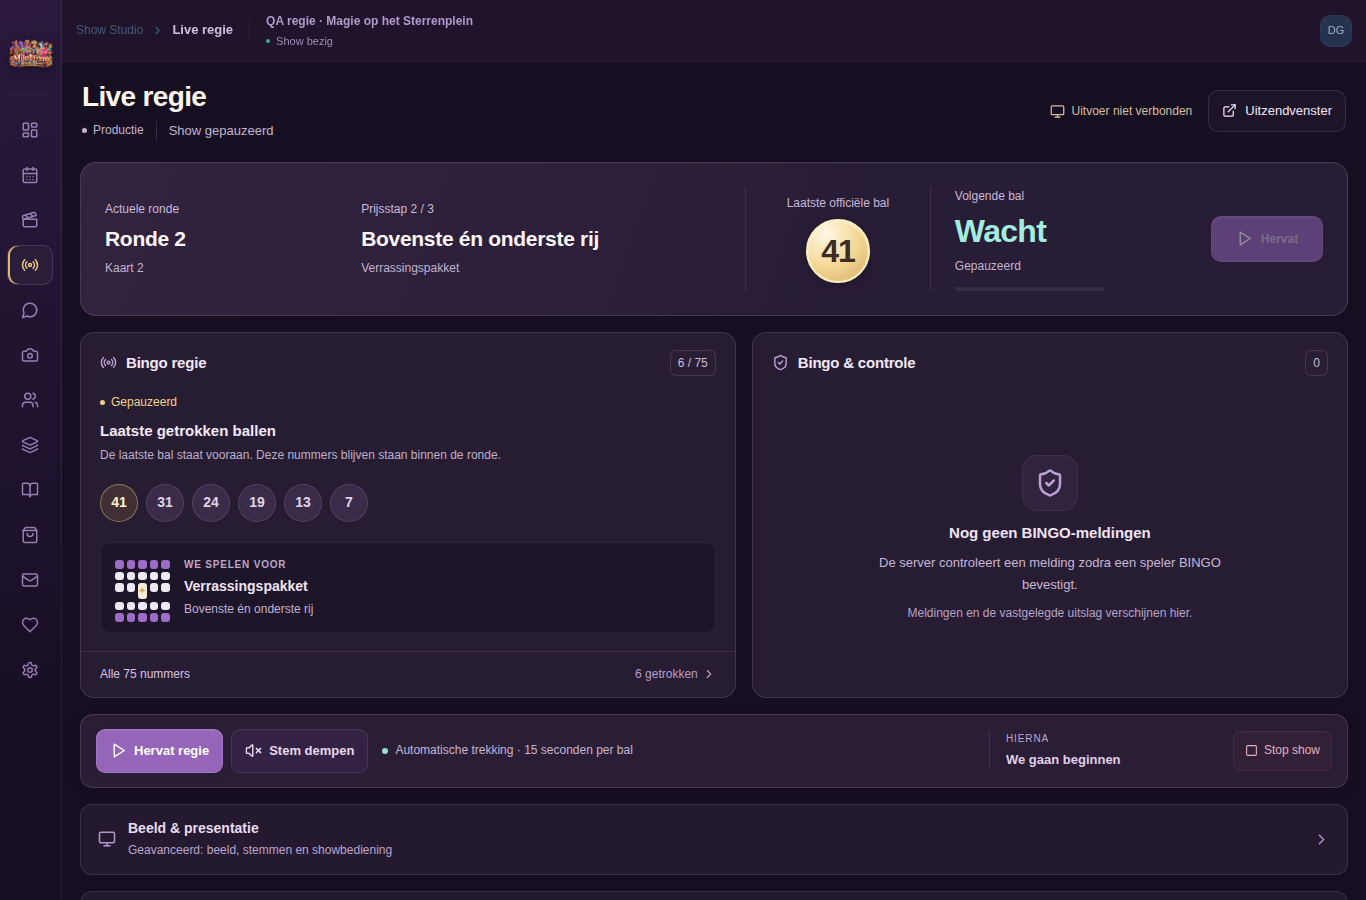 Show Studio
Live regie
QA regie · Magie op het Sterrenplein
Show bezig
DG
Live regie
Productie
Show gepauzeerd
Uitvoer niet verbonden
Uitzendvenster
Actuele ronde
Ronde 2
Kaart 2
Prijsstap 2 / 3
Bovenste én onderste rij
Verrassingspakket
Laatste officiële bal
41
Volgende bal
Wacht
Gepauzeerd
Hervat
Bingo regie
6 / 75
Gepauzeerd
Laatste getrokken ballen
De laatste bal staat vooraan. Deze nummers blijven staan binnen de ronde.
41 31 24 19 13 7
WE SPELEN VOOR
Verrassingspakket
Bovenste én onderste rij
Alle 75 nummers
6 getrokken
Bingo & controle
0
Nog geen BINGO-meldingen
De server controleert een melding zodra een speler BINGO
bevestigt.
Meldingen en de vastgelegde uitslag verschijnen hier.
Hervat regie
Stem dempen
Automatische trekking · 15 seconden per bal
HIERNA
We gaan beginnen
Stop show
Beeld & presentatie
Geavanceerd: beeld, stemmen en showbediening